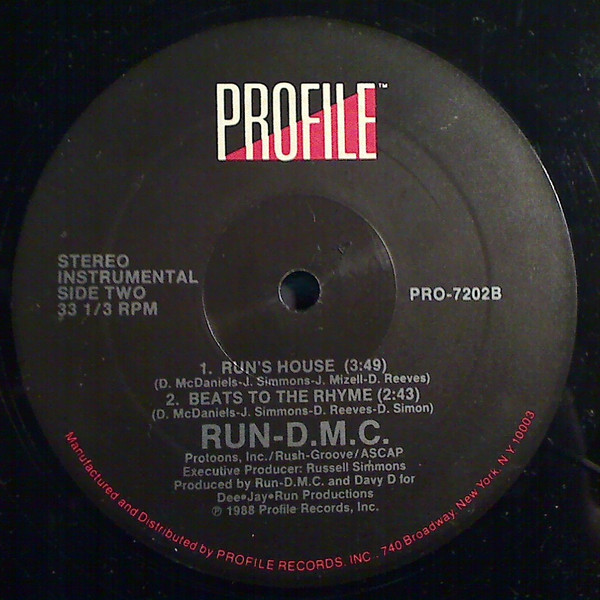 PROFILE™
STEREO
INSTRUMENTAL
SIDE TWO
33 1/3 RPM
PRO-7202B
1. RUN'S HOUSE (3:49)
(D. McDaniels-J. Simmons-J. Mizell-D. Reeves)
2. BEATS TO THE RHYME (2:43)
(D. McDaniels-J. Simmons-D. Reeves-D. Simon)
RUN-D.M.C.
Protoons, Inc./Rush-Groove/ASCAP
Executive Producer: Russell Simmons
Produced by Run-D.M.C. and Davy D for
Dee•Jay•Run Productions
℗ 1988 Profile Records, Inc.
Manufactured and Distributed by PROFILE RECORDS, INC., 740 Broadway, New York, N.Y. 10003